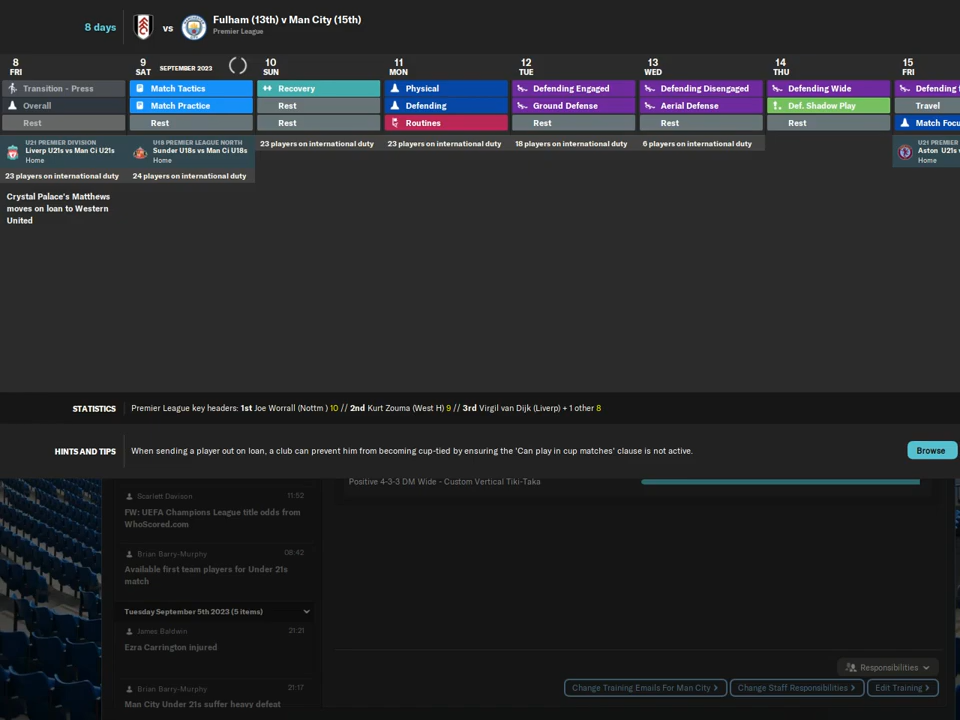 8 days
vs
Fulham (13th) v Man City (15th)
Premier League
8
FRI
9
SAT
SEPTEMBER 2023
10
SUN
11
MON
12
TUE
13
WED
14
THU
15
FRI
Transition - Press
Match Tactics
Recovery
Physical
Defending Engaged
Defending Disengaged
Defending Wide
Defending
Overall
Match Practice
Rest
Defending
Ground Defense
Aerial Defense
Def. Shadow Play
Travel
Rest
Rest
Rest
Routines
Rest
Rest
Rest
Match Focu
U21 PREMIER DIVISION
Liverp U21s vs Man Ci U21s
Home
U18 PREMIER LEAGUE NORTH
Sunder U18s vs Man Ci U18s
Home
23 players on international duty
23 players on international duty
18 players on international duty
6 players on international duty
U21 PREMIER
Aston U21s v
Home
23 players on international duty
24 players on international duty
Crystal Palace's Matthews
moves on loan to Western
United
STATISTICS
Premier League key headers: 1st Joe Worrall (Nottm ) 10 // 2nd Kurt Zouma (West H) 9 // 3rd Virgil van Dijk (Liverp) + 1 other 8
HINTS AND TIPS
When sending a player out on loan, a club can prevent him from becoming cup-tied by ensuring the 'Can play in cup matches' clause is not active.
Browse
Positive 4-3-3 DM Wide - Custom Vertical Tiki-Taka
Scarlett Davison
11:52
FW: UEFA Champions League title odds from
WhoScored.com
Brian Barry-Murphy
08:42
Available first team players for Under 21s
match
Tuesday September 5th 2023 (5 items)
James Baldwin
21:21
Ezra Carrington injured
Responsibilities
Brian Barry-Murphy
21:17
Man City Under 21s suffer heavy defeat
Change Training Emails For Man City
Change Staff Responsibilities
Edit Training